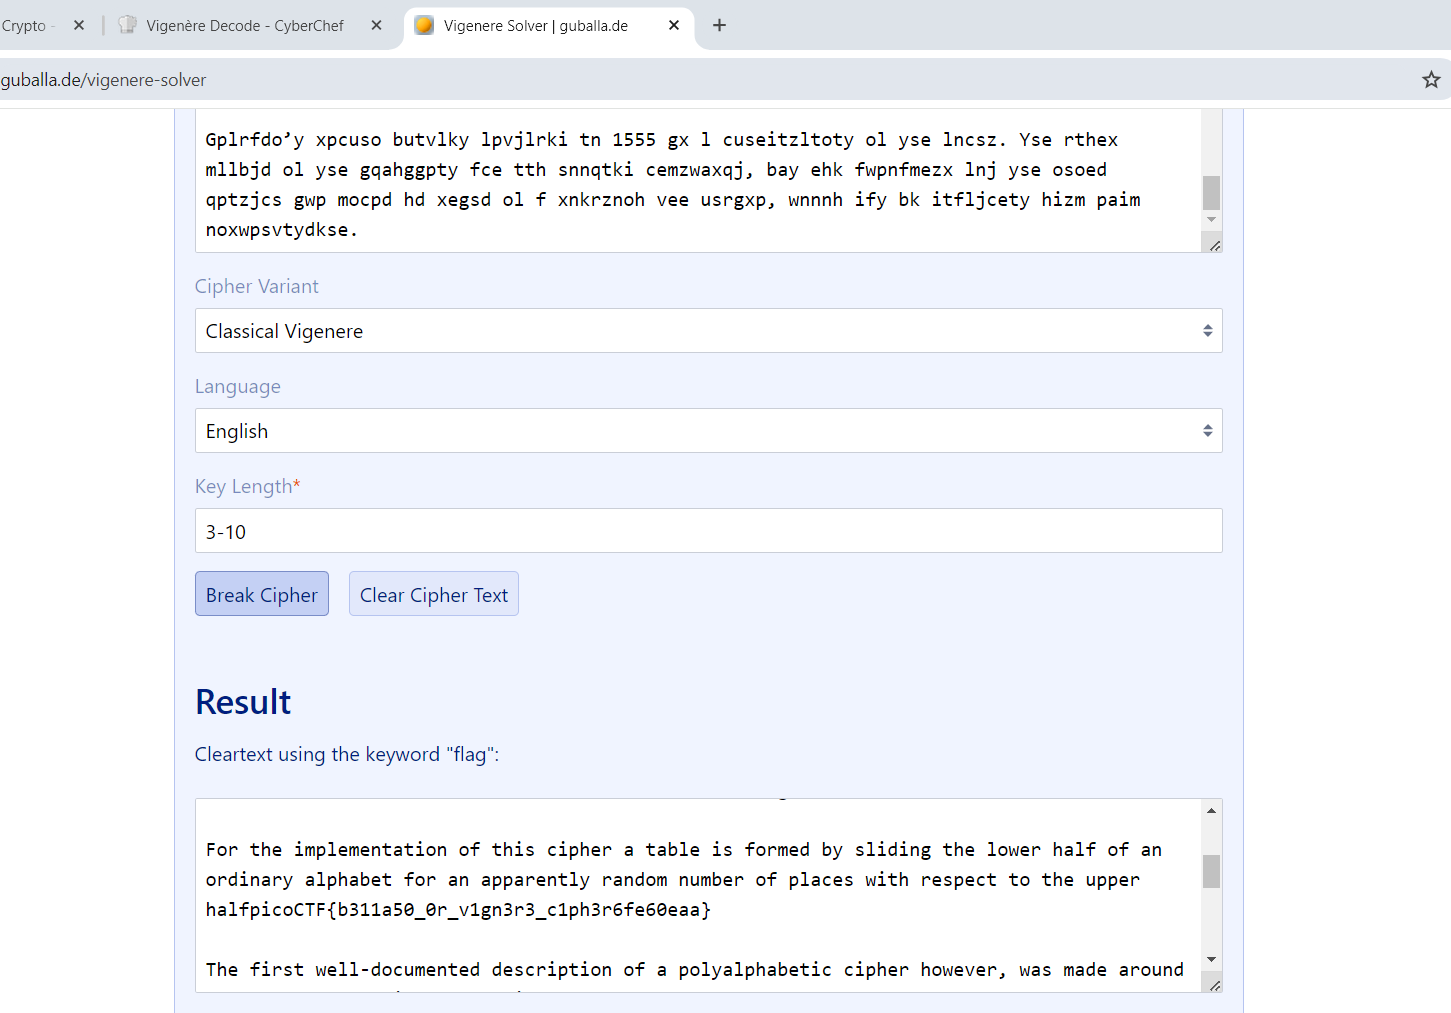 Crypto -
Vigenère Decode - CyberChef
Vigenere Solver | guballa.de
guballa.de/vigenere-solver
Gplrfdo’y xpcuso butvlky lpvjlrki tn 1555 gx l cuseitzltoty ol yse lncsz. Yse rthex
mllbjd ol yse gqahggpty fce tth snnqtki cemzwaxqj, bay ehk fwpnfmezx lnj yse osoed
qptzjcs gwp mocpd hd xegsd ol f xnkrznoh vee usrgxp, wnnnh ify bk itfljcety hizm paim
noxwpsvtydkse.
Cipher Variant
Classical Vigenere
Language
English
Key Length*
3-10
Break Cipher
Clear Cipher Text
Result
Cleartext using the keyword "flag":
For the implementation of this cipher a table is formed by sliding the lower half of an
ordinary alphabet for an apparently random number of places with respect to the upper
halfpicoCTF{b311a50_0r_v1gn3r3_c1ph3r6fe60eaa}
The first well-documented description of a polyalphabetic cipher however, was made around